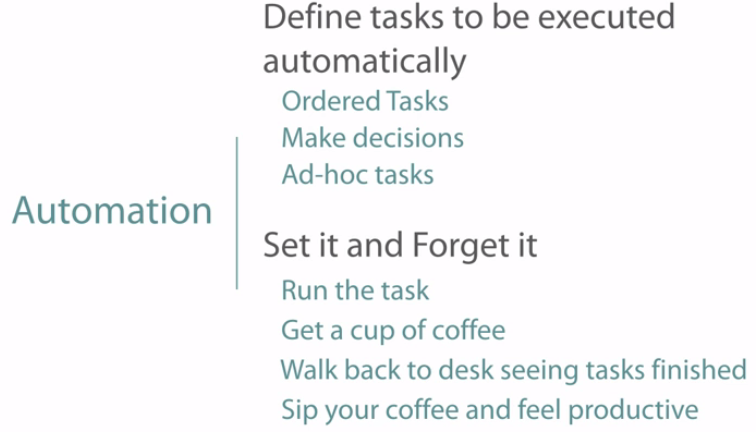 Automation
Define tasks to be executed
automatically
Ordered Tasks
Make decisions
Ad-hoc tasks
Set it and Forget it
Run the task
Get a cup of coffee
Walk back to desk seeing tasks finished
Sip your coffee and feel productive